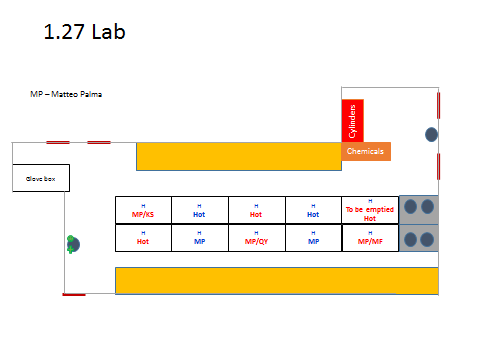 1.27 Lab
MP – Matteo Palma
Cylinders
Chemicals
Glove box
H H H H H
MP/KS Hot Hot Hot To be emptied
Hot
H H H H H
Hot MP MP/QY MP MP/MF